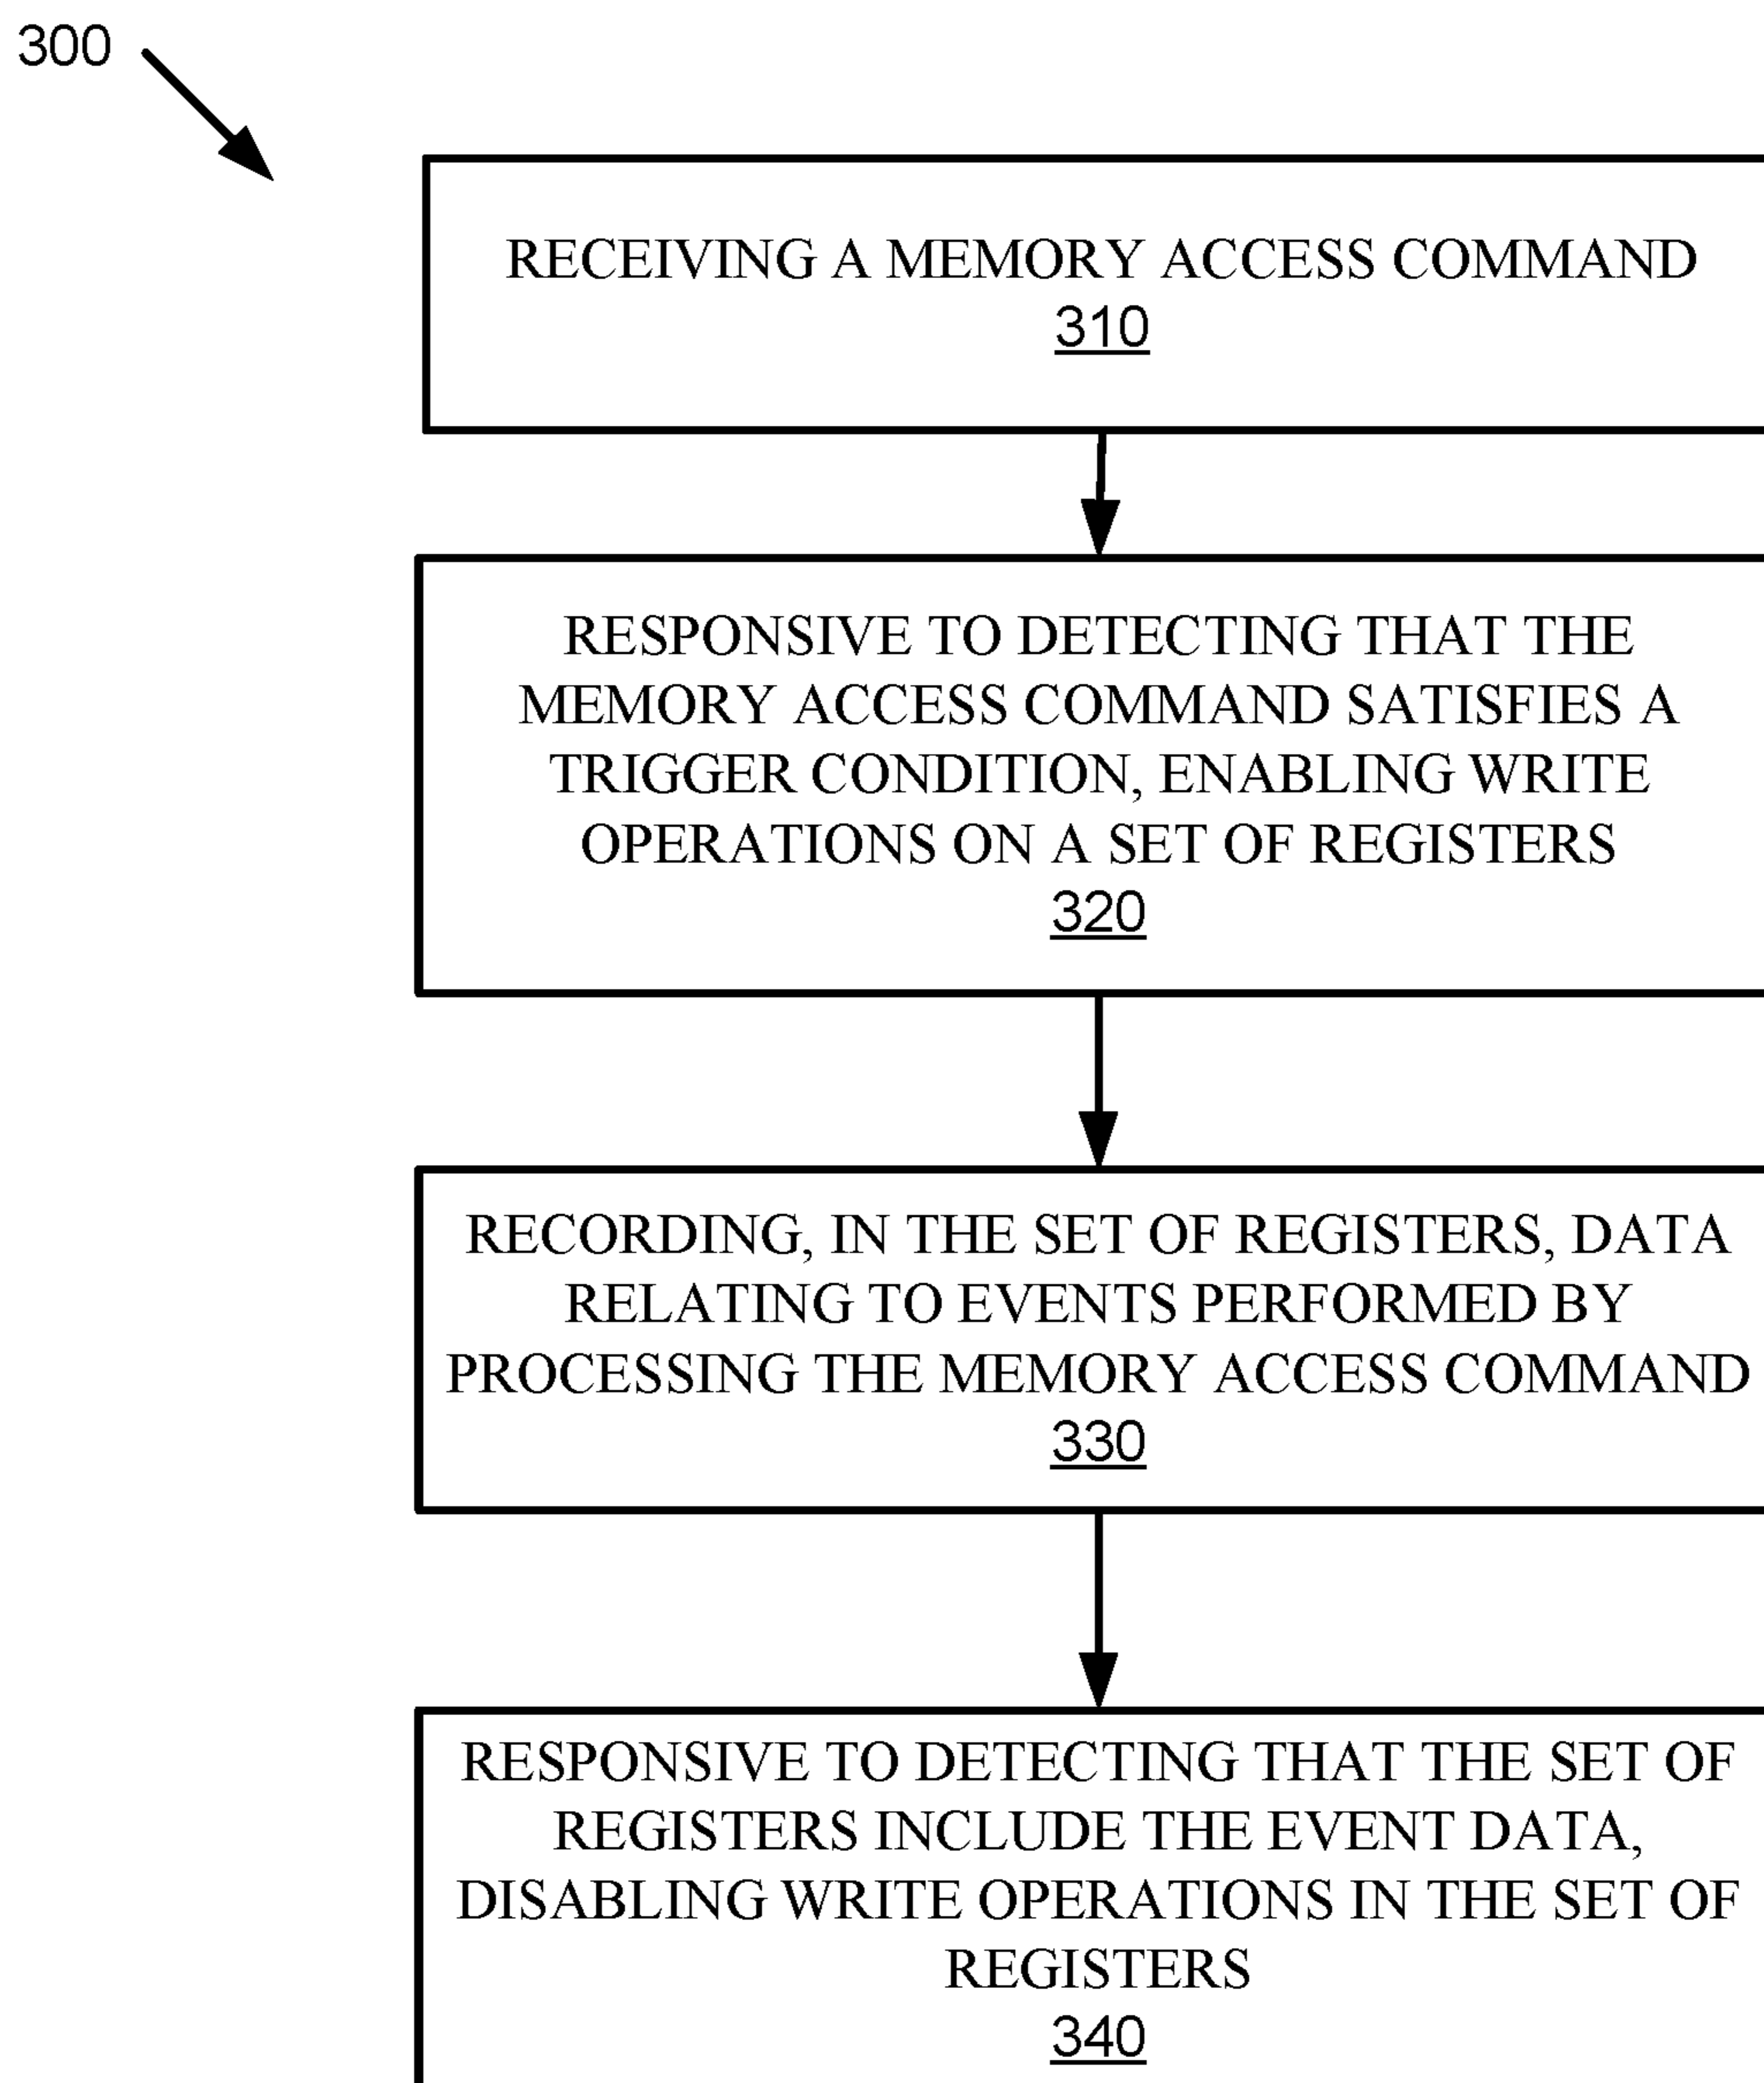 300
RECEIVING A MEMORY ACCESS COMMAND
310
RESPONSIVE TO DETECTING THAT THE
MEMORY ACCESS COMMAND SATISFIES A
TRIGGER CONDITION, ENABLING WRITE
OPERATIONS ON A SET OF REGISTERS
320
RECORDING, IN THE SET OF REGISTERS, DATA
RELATING TO EVENTS PERFORMED BY
PROCESSING THE MEMORY ACCESS COMMAND
330
RESPONSIVE TO DETECTING THAT THE SET OF
REGISTERS INCLUDE THE EVENT DATA,
DISABLING WRITE OPERATIONS IN THE SET OF
REGISTERS
340